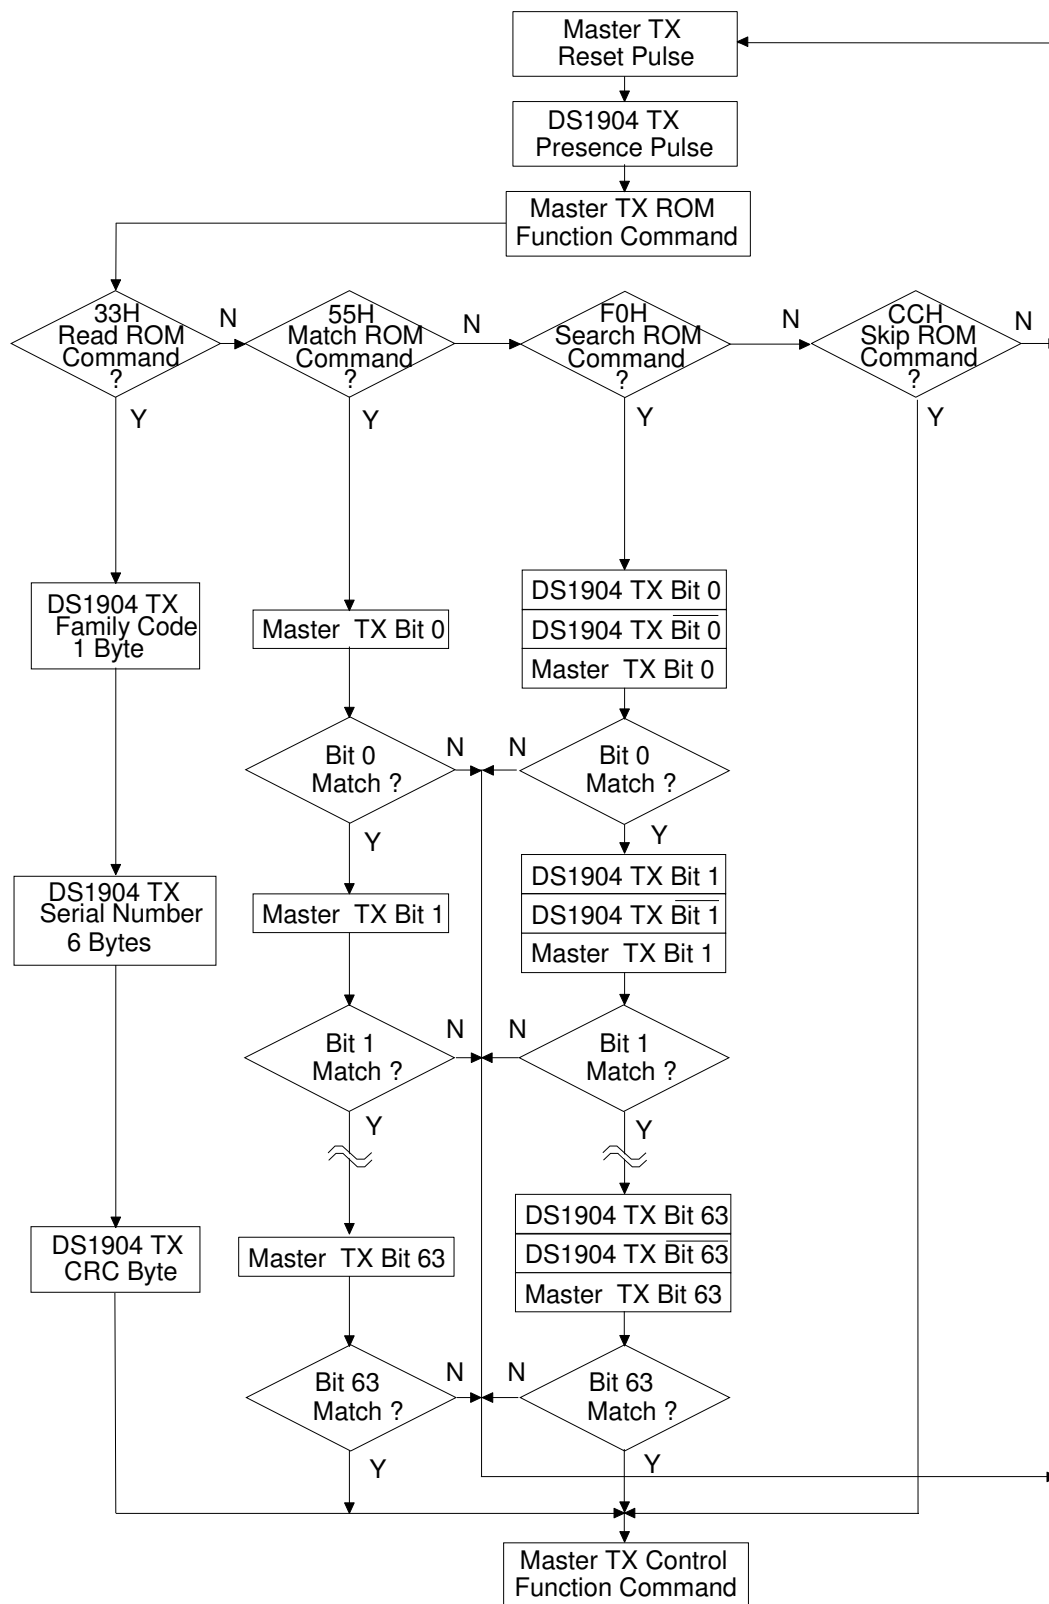 Master TX
Reset Pulse
DS1904 TX
Presence Pulse
Master TX ROM
Function Command
33H
Read ROM
Command
?
N
Y
55H
Match ROM
Command
?
N
Y
F0H
Search ROM
Command
?
N
Y
CCH
Skip ROM
Command
?
N
Y
DS1904 TX
Family Code
1 Byte
Master TX Bit 0
DS1904 TX Bit 0
DS1904 TX B̅i̅t̅ ̅0̅
Master TX Bit 0
Bit 0
Match ?
N
Y
N
Bit 0
Match ?
Y
DS1904 TX
Serial Number
6 Bytes
Master TX Bit 1
DS1904 TX Bit 1
DS1904 TX B̅i̅t̅ ̅1̅
Master TX Bit 1
Bit 1
Match ?
N
Y
N
Bit 1
Match ?
Y
DS1904 TX
CRC Byte
Master TX Bit 63
DS1904 TX Bit 63
DS1904 TX B̅i̅t̅ ̅6̅3̅
Master TX Bit 63
Bit 63
Match ?
N
Y
N
Bit 63
Match ?
Y
Master TX Control
Function Command